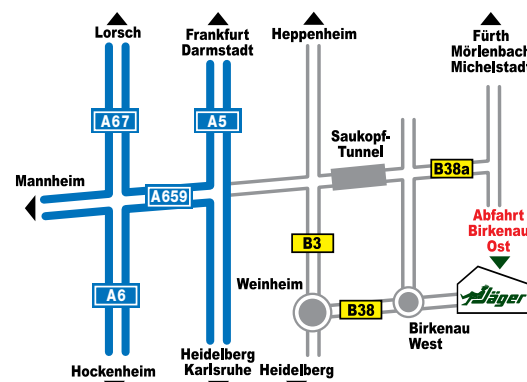 Lorsch
Frankfurt
Darmstadt
Heppenheim
Fürth
Mörlenbach
Michelstadt
A67
A5
Saukopf-
Tunnel
B38a
Mannheim
A659
Abfahrt
Birkenau
Ost
B3
A6
Weinheim
B38
Jäger
Birkenau
West
Hockenheim
Heidelberg
Karlsruhe
Heidelberg